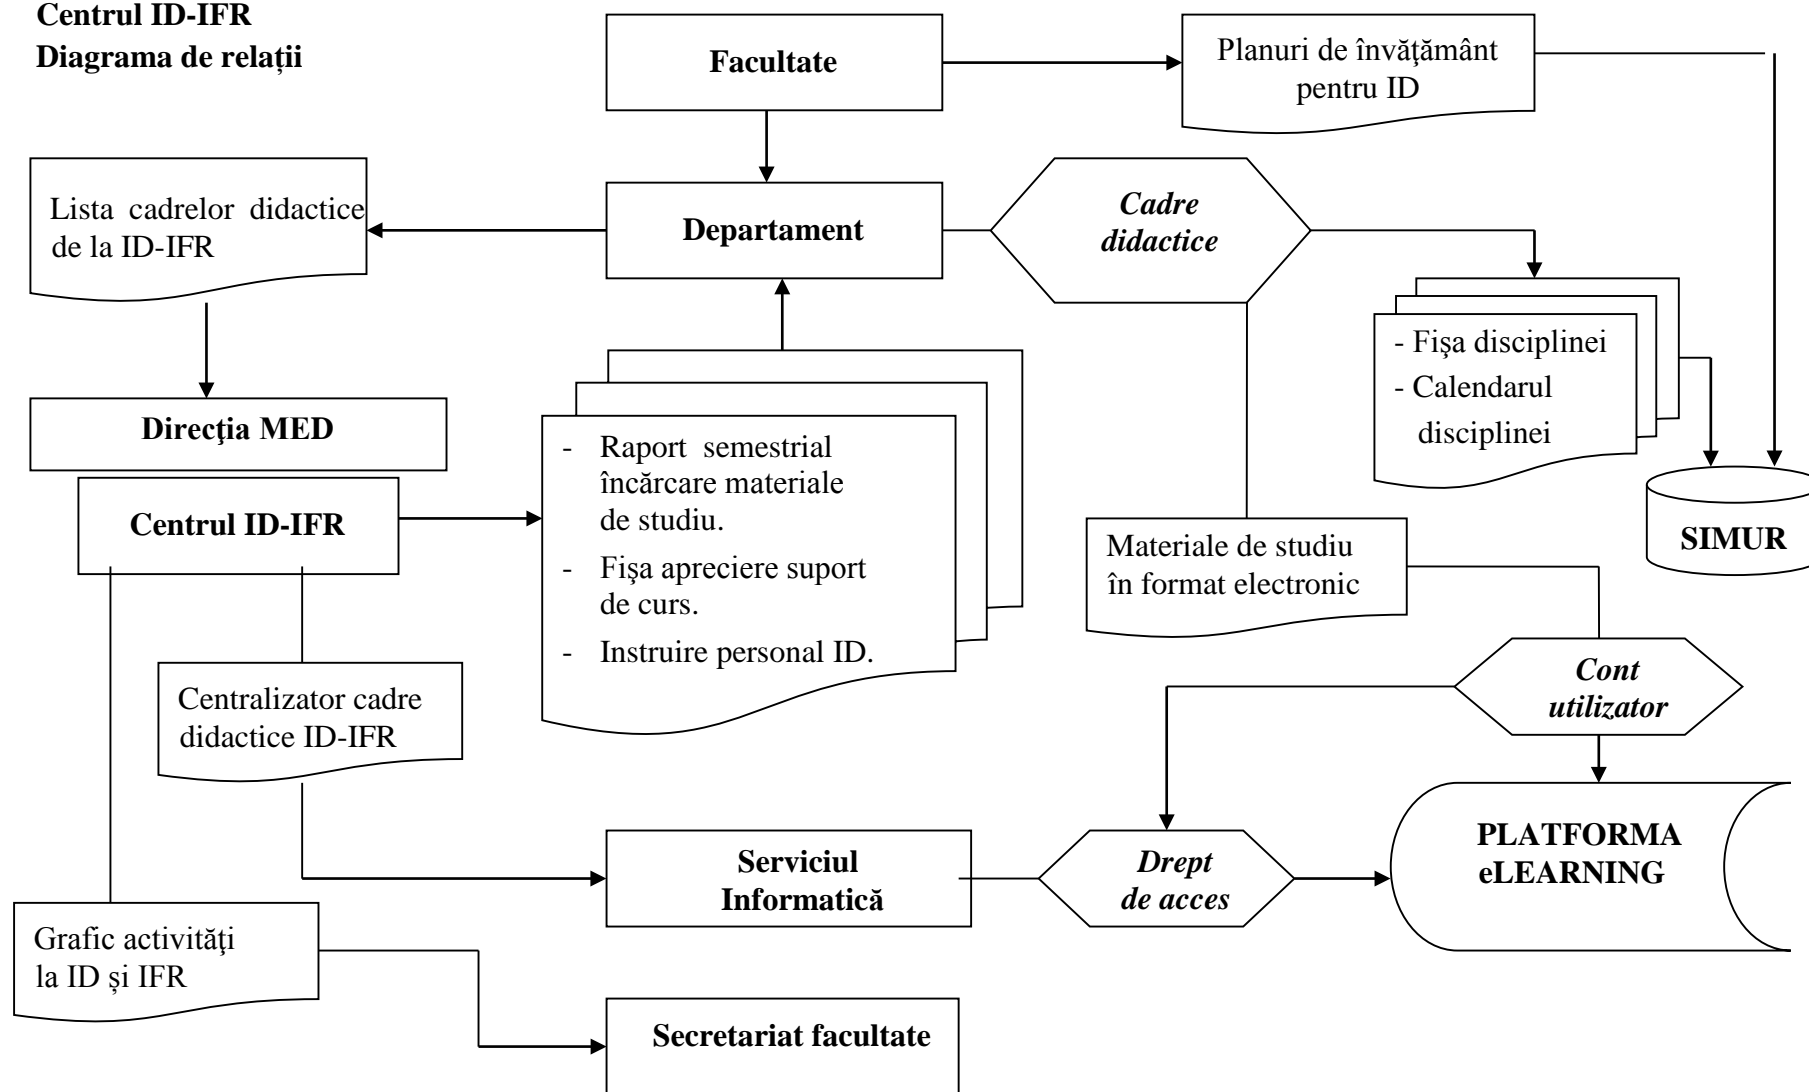 Centrul ID-IFR
Diagrama de relații
Facultate
Planuri de învăţământ
pentru ID
Lista cadrelor didactice
de la ID-IFR
Departament
Cadre
didactice
- Fişa disciplinei
- Calendarul
disciplinei
Direcţia MED
Centrul ID-IFR
- Raport semestrial
încărcare materiale
de studiu.
- Fişa apreciere suport
de curs.
- Instruire personal ID.
Materiale de studiu
în format electronic
SIMUR
Centralizator cadre
didactice ID-IFR
Cont
utilizator
Serviciul
Informatică
Drept
de acces
PLATFORMA
eLEARNING
Grafic activităţi
la ID și IFR
Secretariat facultate